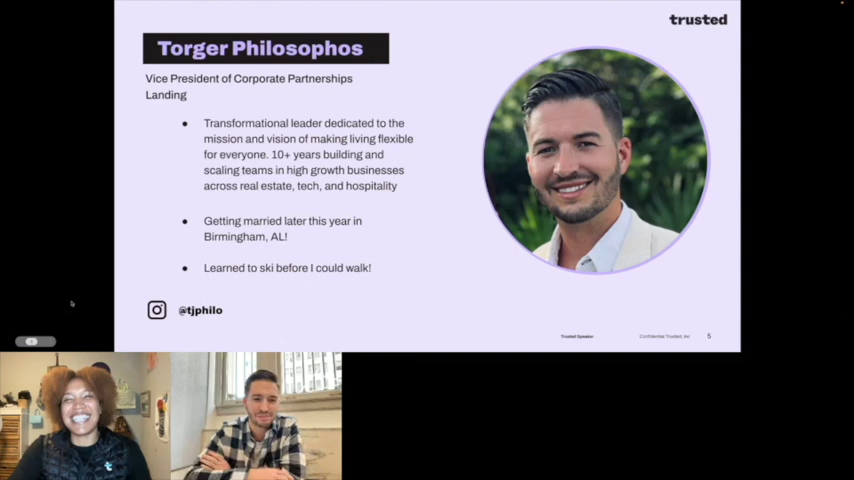 trusted
Torger Philosophos
Vice President of Corporate Partnerships
Landing
Transformational leader dedicated to the
mission and vision of making living flexible
for everyone. 10+ years building and
scaling teams in high growth businesses
across real estate, tech, and hospitality
Getting married later this year in
Birmingham, AL!
Learned to ski before I could walk!
@tjphilo
Trusted Speaker
Confidential Trusted, Inc
5